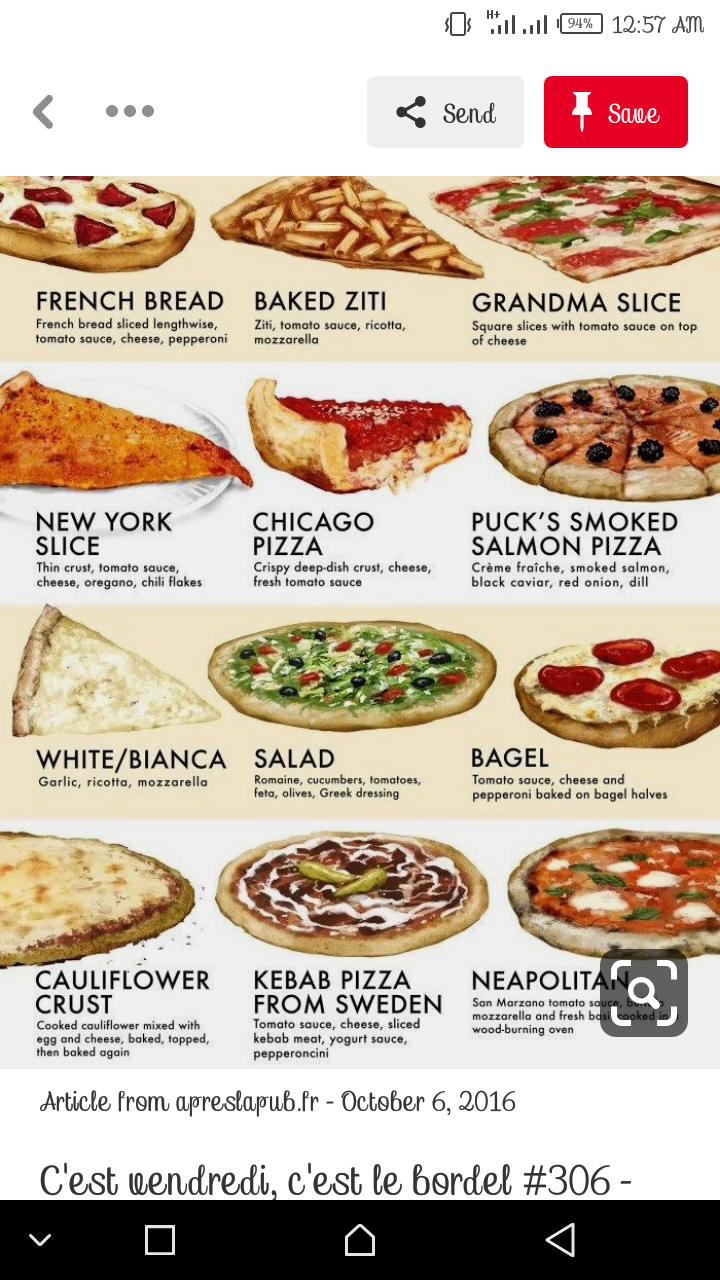 H+ 94% 12:57 AM
Send Save
FRENCH BREAD
French bread sliced lengthwise,
tomato sauce, cheese, pepperoni
BAKED ZITI
Ziti, tomato sauce, ricotta,
mozzarella
GRANDMA SLICE
Square slices with tomato sauce on top
of cheese
NEW YORK
SLICE
Thin crust, tomato sauce,
cheese, oregano, chili flakes
CHICAGO
PIZZA
Crispy deep-dish crust, cheese,
fresh tomato sauce
PUCK'S SMOKED
SALMON PIZZA
Crème fraîche, smoked salmon,
black caviar, red onion, dill
WHITE/BIANCA
Garlic, ricotta, mozzarella
SALAD
Romaine, cucumbers, tomatoes,
feta, olives, Greek dressing
BAGEL
Tomato sauce, cheese and
pepperoni baked on bagel halves
CAULIFLOWER
CRUST
Cooked cauliflower mixed with
egg and cheese, baked, topped,
then baked again
KEBAB PIZZA
FROM SWEDEN
Tomato sauce, cheese, sliced
kebab meat, yogurt sauce,
pepperoncini
NEAPOLITAN
San Marzano tomato sauce,
mozzarella and fresh basil cooked in
wood-burning oven
Article from apreslapub.fr - October 6, 2016
C'est vendredi, c'est le bordel #306 -